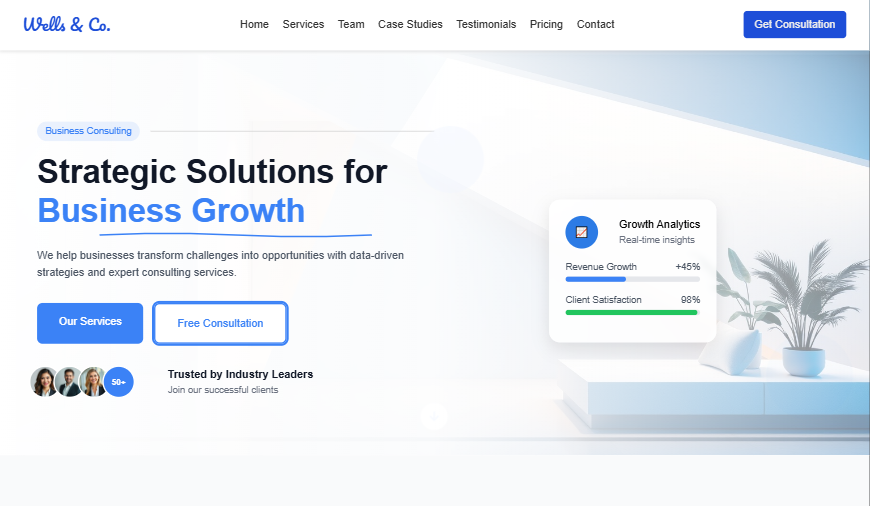 Wells & Co.
Home Services Team Case Studies Testimonials Pricing Contact
Get Consultation
Business Consulting
Strategic Solutions for
Business Growth
We help businesses transform challenges into opportunities with data-driven
strategies and expert consulting services.
Our Services
Free Consultation
50+
Trusted by Industry Leaders
Join our successful clients
Growth Analytics
Real-time insights
Revenue Growth +45%
Client Satisfaction 98%